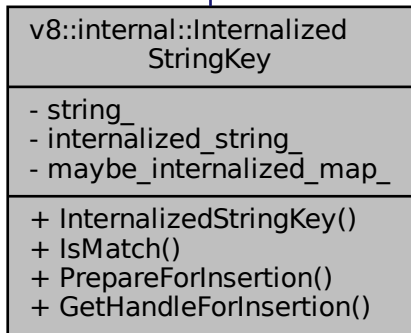 v8::internal::Internalized
StringKey
- string_
- internalized_string_
- maybe_internalized_map_
+ InternalizedStringKey()
+ IsMatch()
+ PrepareForInsertion()
+ GetHandleForInsertion()